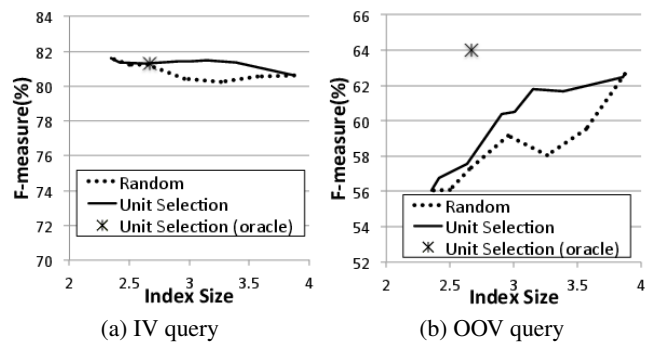 84
82
80
78
76
74
72
70
F-measure(%)
Random
Unit Selection
Unit Selection (oracle)
2
2.5
3
3.5
4
Index Size
(a) IV query
66
64
62
60
58
56
54
52
F-measure(%)
Random
Unit Selection
Unit Selection (oracle)
2
2.5
3
3.5
4
Index Size
(b) OOV query